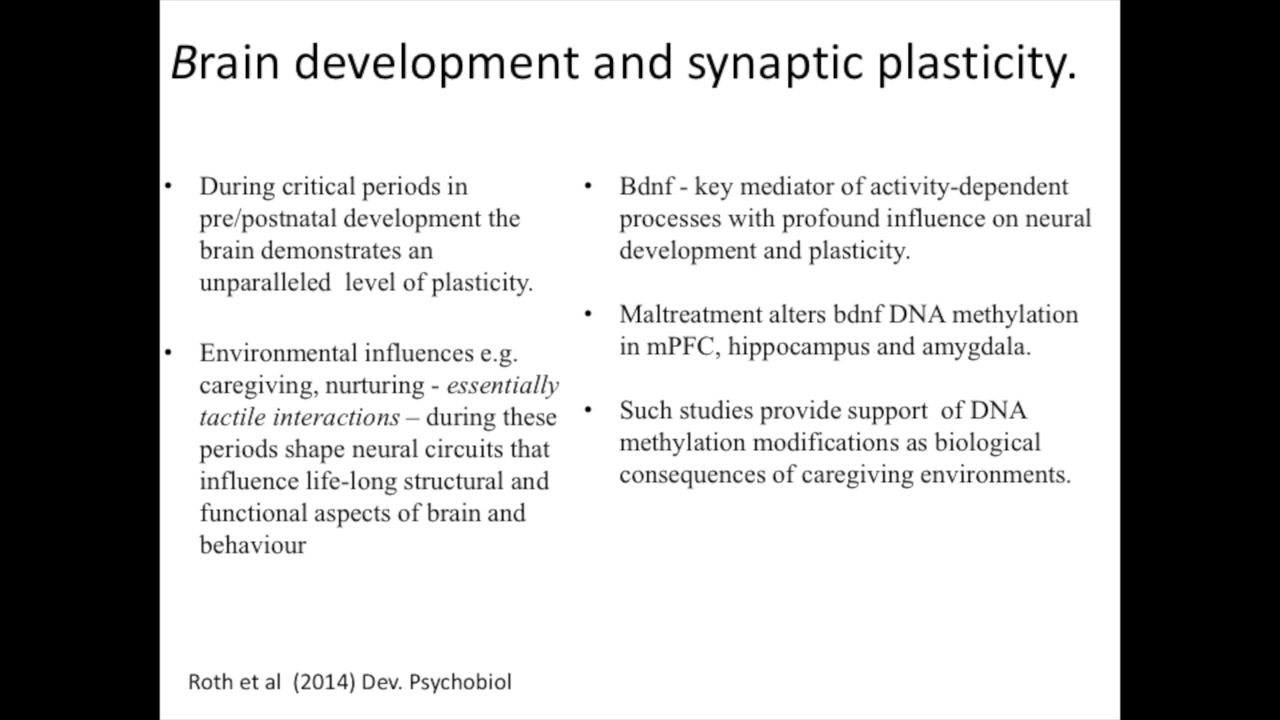 Brain development and synaptic plasticity.
• During critical periods in
pre/postnatal development the
brain demonstrates an
unparalleled  level of plasticity.
• Environmental influences e.g.
caregiving, nurturing - essentially
tactile interactions – during these
periods shape neural circuits that
influence life-long structural and
functional aspects of brain and
behaviour
• Bdnf - key mediator of activity-dependent
processes with profound influence on neural
development and plasticity.
• Maltreatment alters bdnf DNA methylation
in mPFC, hippocampus and amygdala.
• Such studies provide support  of DNA
methylation modifications as biological
consequences of caregiving environments.
Roth et al  (2014) Dev. Psychobiol